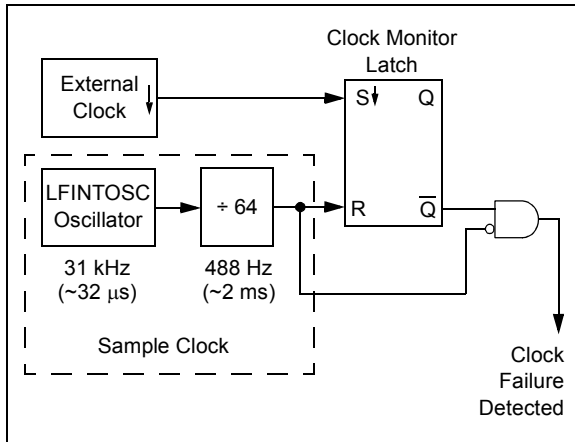 Clock Monitor
Latch
External
Clock
S
Q
LFINTOSC
Oscillator
÷ 64
R
Q̅
31 kHz
(~32 μs)
488 Hz
(~2 ms)
Sample Clock
Clock
Failure
Detected